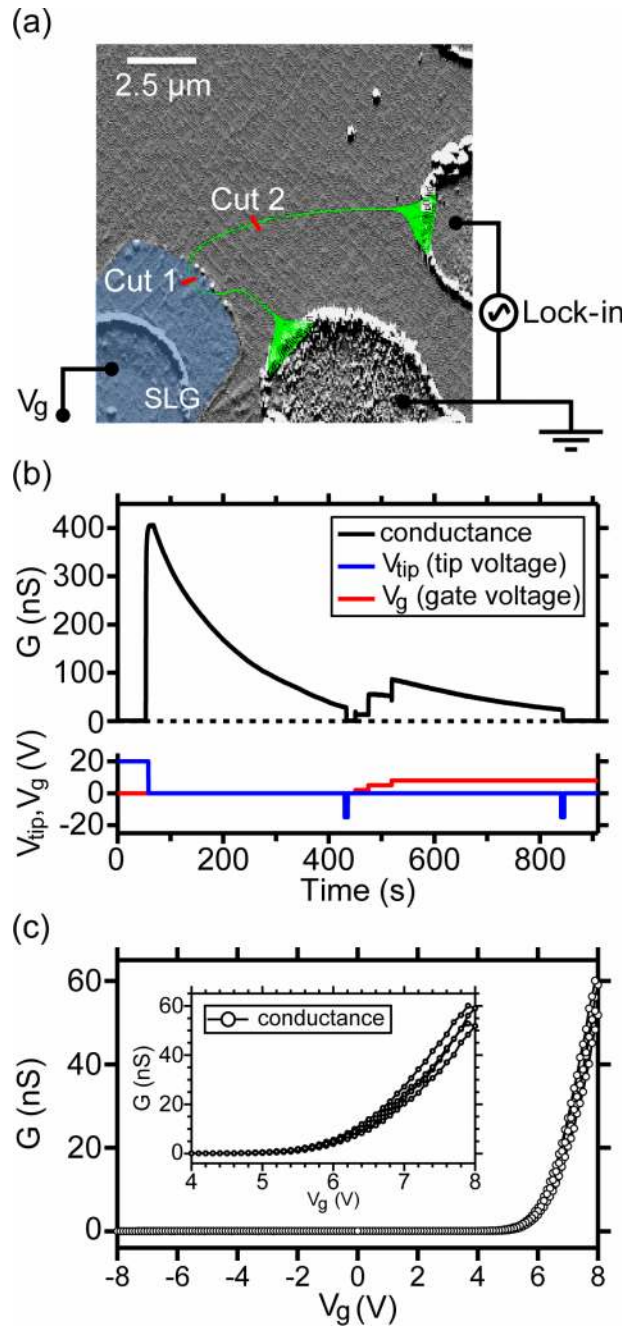 (a)
2.5 µm
Cut 2
Cut 1
Lock-in
Vg
SLG
(b)
400
300
200
100
0
G (nS)
conductance
Vtip (tip voltage)
Vg (gate voltage)
20
0
-20
Vtip, Vg (V)
0 200 400 600 800
Time (s)
(c)
60
40
20
0
G (nS)
60
40
20
0
G (nS)
conductance
4 5 6 7 8
Vg (V)
-8 -6 -4 -2 0 2 4 6 8
Vg (V)